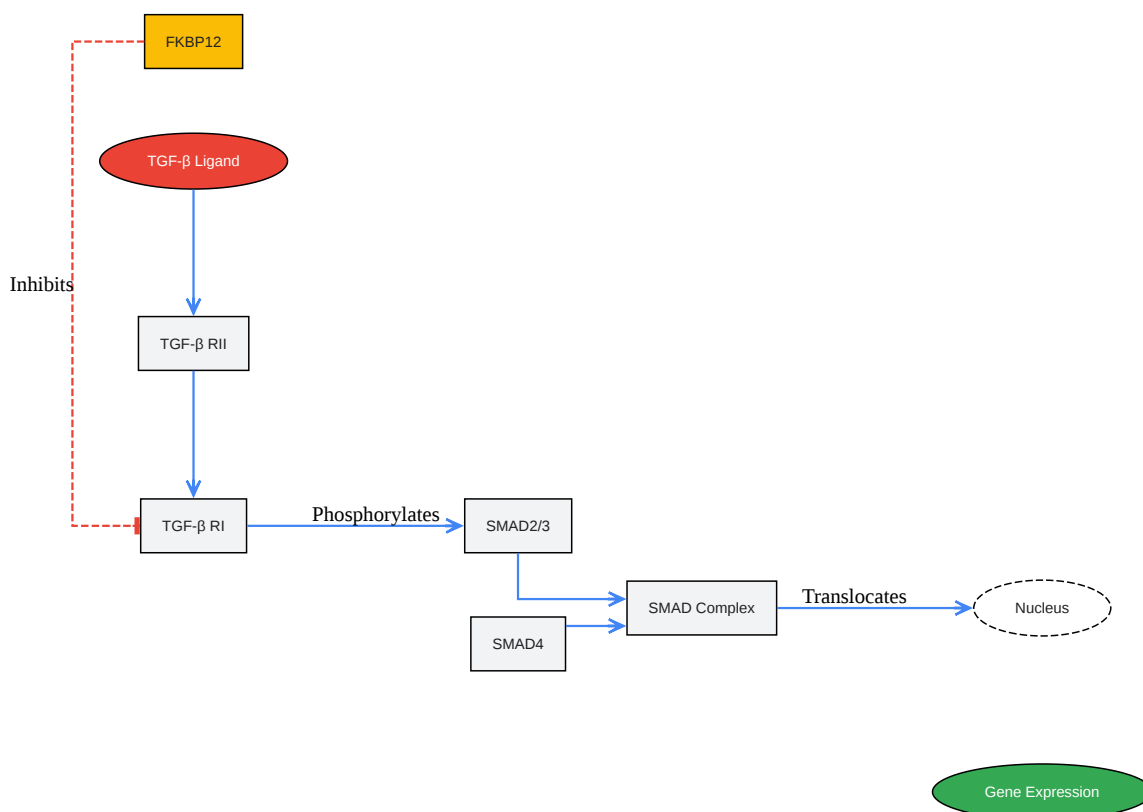 FKBP12
TGF-β Ligand
Inhibits
TGF-β RII
Phosphorylates
TGF-β RI
SMAD2/3
Translocates
SMAD Complex
Nucleus
SMAD4
Gene Expression